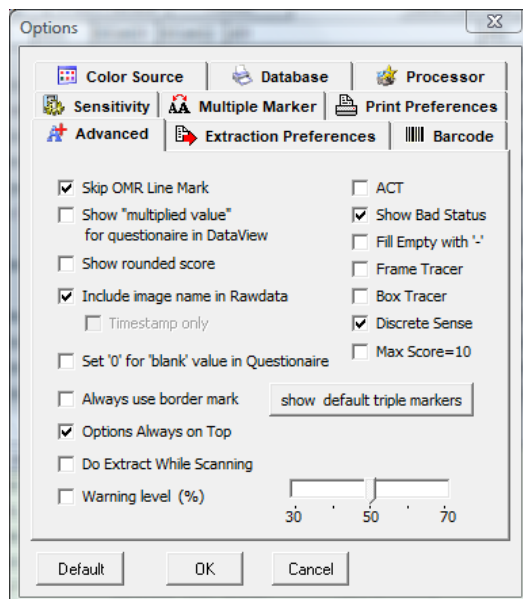 Options
Color Source Database Processor
Sensitivity Multiple Marker Print Preferences
Advanced Extraction Preferences Barcode
Skip OMR Line Mark
Show "multiplied value"
for questionaire in DataView
Show rounded score
Include image name in Rawdata
Timestamp only
Set '0' for 'blank' value in Questionaire
Always use border mark
Options Always on Top
Do Extract While Scanning
Warning level (%)
ACT
Show Bad Status
Fill Empty with '-'
Frame Tracer
Box Tracer
Discrete Sense
Max Score=10
show default triple markers
30 50 70
Default OK Cancel